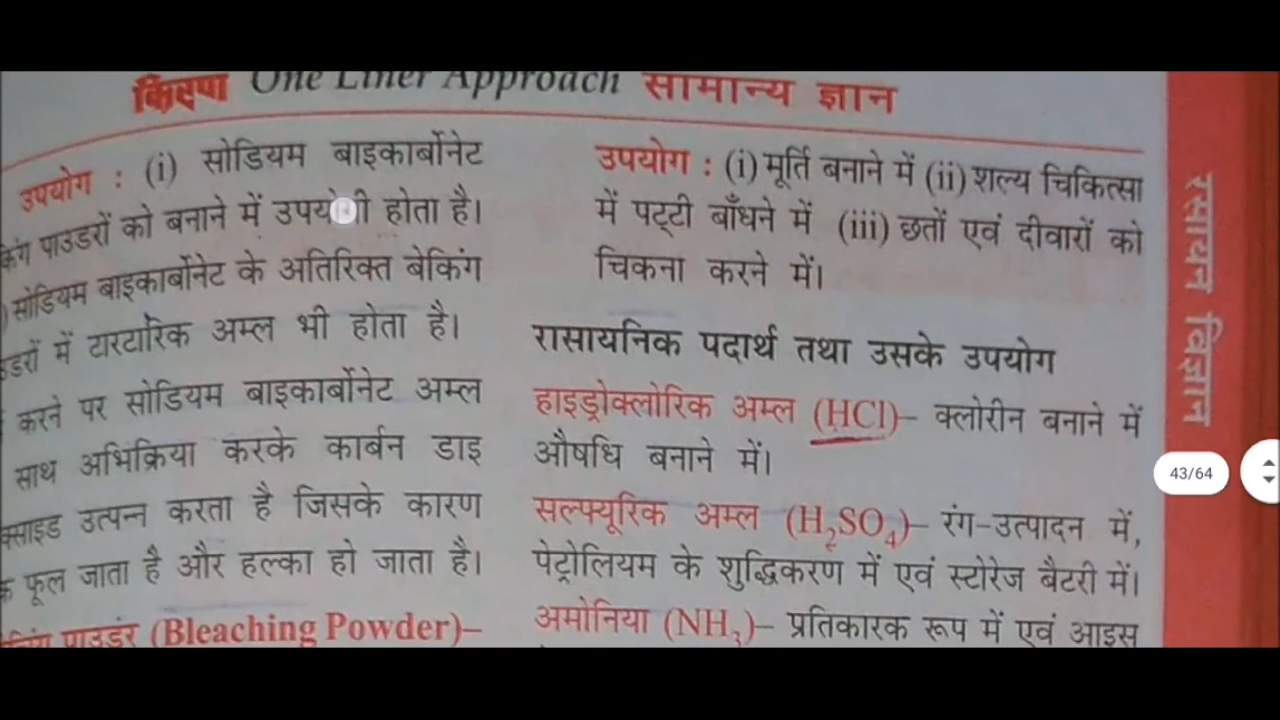 किरण One Liner Approach सामान्य ज्ञान
उपयोग : (i) सोडियम बाइकार्बोनेट
पाउडरों को बनाने में उपयोगी होता है।
सोडियम बाइकार्बोनेट के अतिरिक्त बेकिंग
में टारटारिक अम्ल भी होता है।
करने पर सोडियम बाइकार्बोनेट अम्ल
साथ अभिक्रिया करके कार्बन डाइ
उत्पन्न करता है जिसके कारण
फूल जाता है और हल्का हो जाता है।
पाउडर (Bleaching Powder)–
उपयोग : (i) मूर्ति बनाने में (ii) शल्य चिकित्सा
में पट्टी बाँधने में (iii) छतों एवं दीवारों को
चिकना करने में।
रासायनिक पदार्थ तथा उसके उपयोग
हाइड्रोक्लोरिक अम्ल (HCl)– क्लोरीन बनाने में
औषधि बनाने में।
सल्फ्यूरिक अम्ल (H₂SO₄)– रंग-उत्पादन में,
पेट्रोलियम के शुद्धिकरण में एवं स्टोरेज बैटरी में।
अमोनिया (NH₃)– प्रतिकारक रूप में एवं आइस
रसायन विज्ञान
43/64